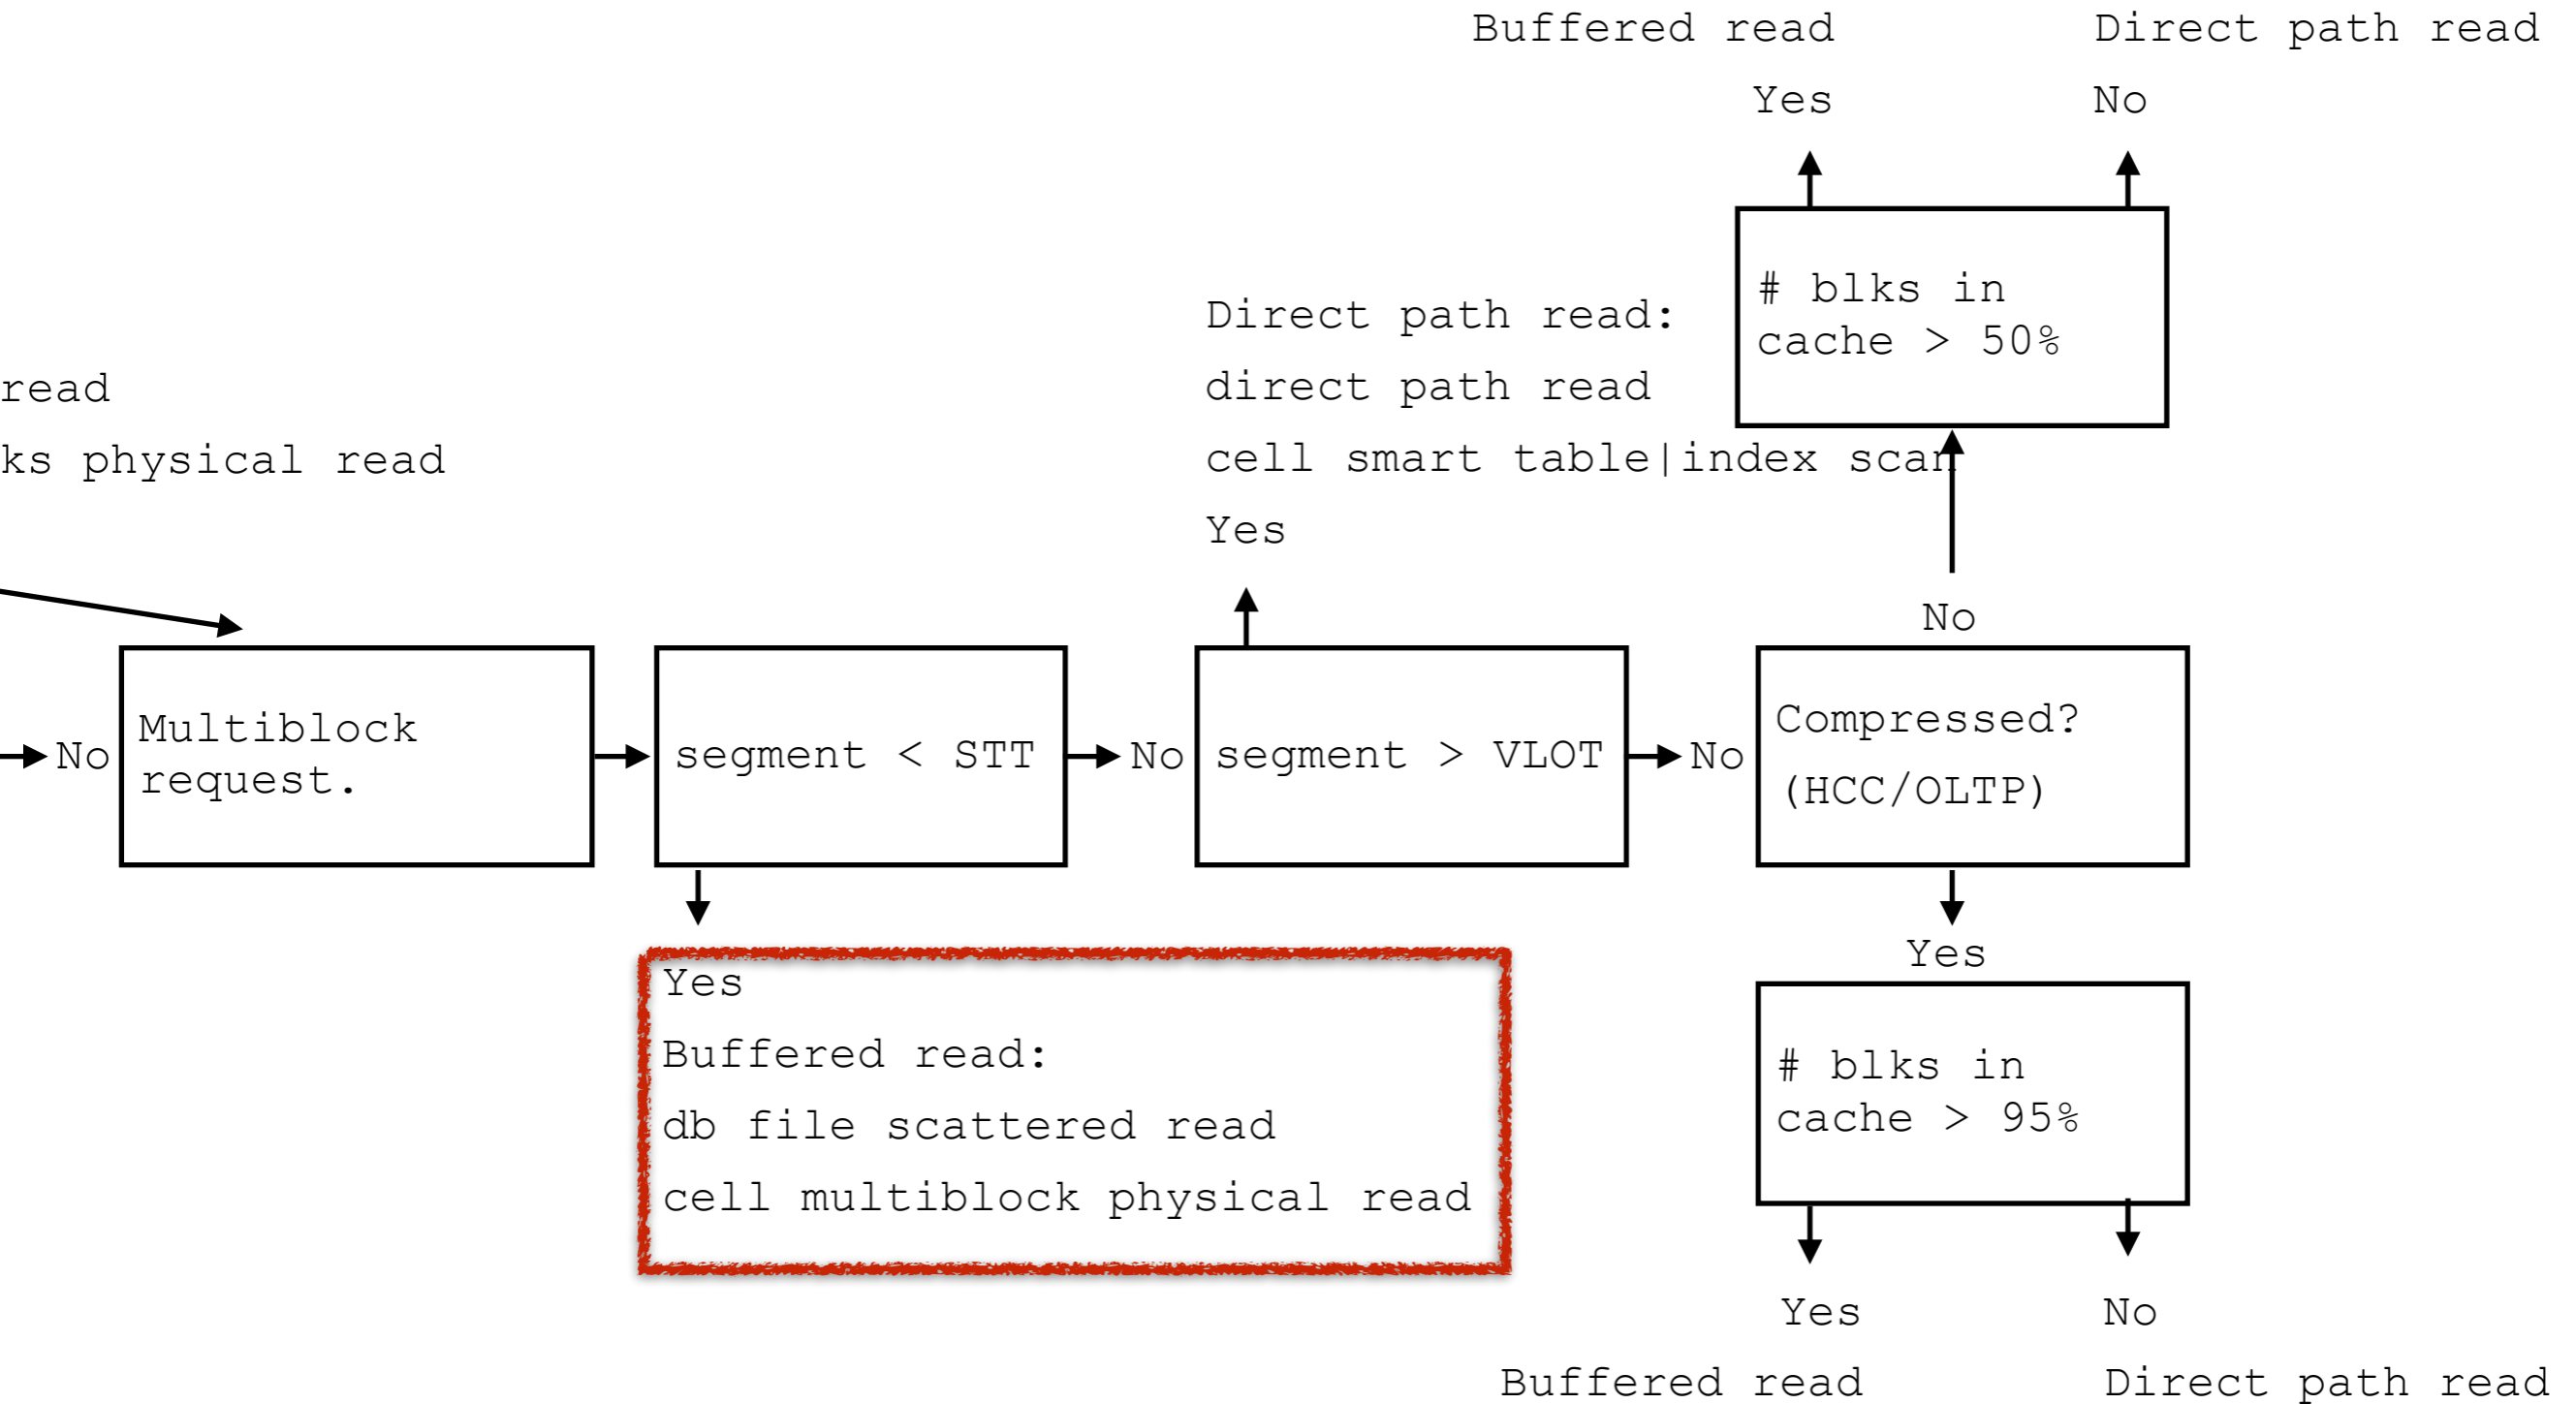 Buffered read
Direct path read
Yes
No
# blks in
cache > 50%
Direct path read:
direct path read
cell smart table|index scan
Yes
read
ks physical read
No
No
Multiblock
request.
segment < STT
No
segment > VLOT
No
Compressed?
(HCC/OLTP)
Yes
Buffered read:
db file scattered read
cell multiblock physical read
Yes
# blks in
cache > 95%
Yes
No
Buffered read
Direct path read